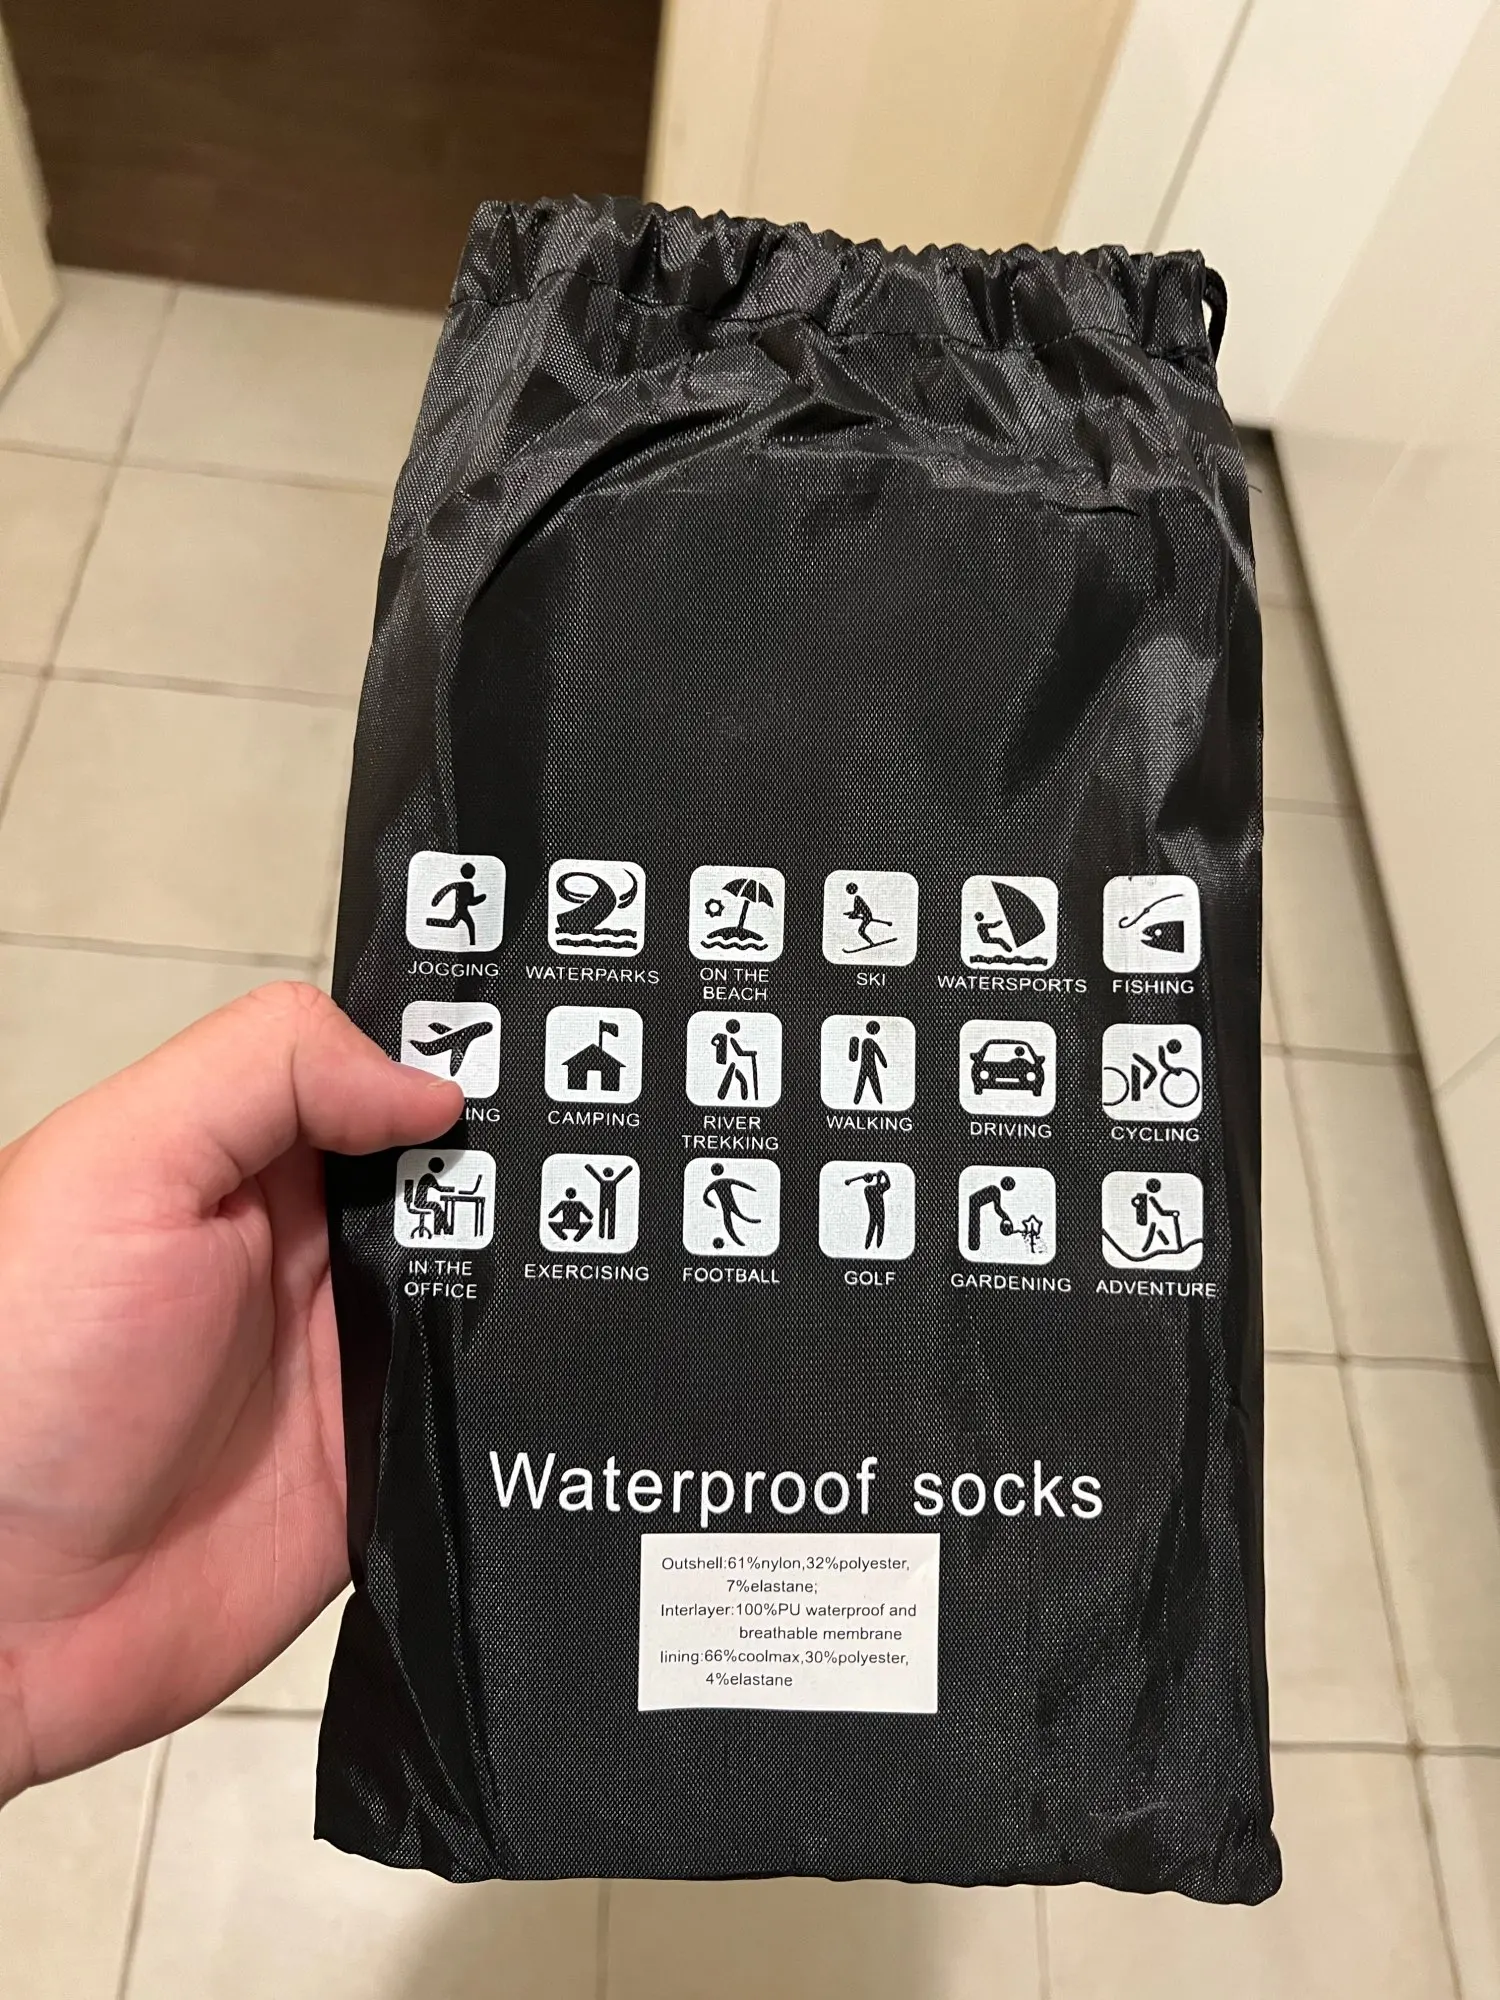 JOGGING
WATERPARKS
ON THE
BEACH
SKI
WATERSPORTS
FISHING
CAMPING
RIVER
TREKKING
WALKING
DRIVING
CYCLING
IN THE
OFFICE
EXERCISING
FOOTBALL
GOLF
GARDENING
ADVENTURE
Waterproof socks
Outshell:61%nylon,32%polyester,
7%elastane;
Interlayer:100%PU waterproof and
breathable membrane
lining:66%coolmax,30%polyester,
4%elastane